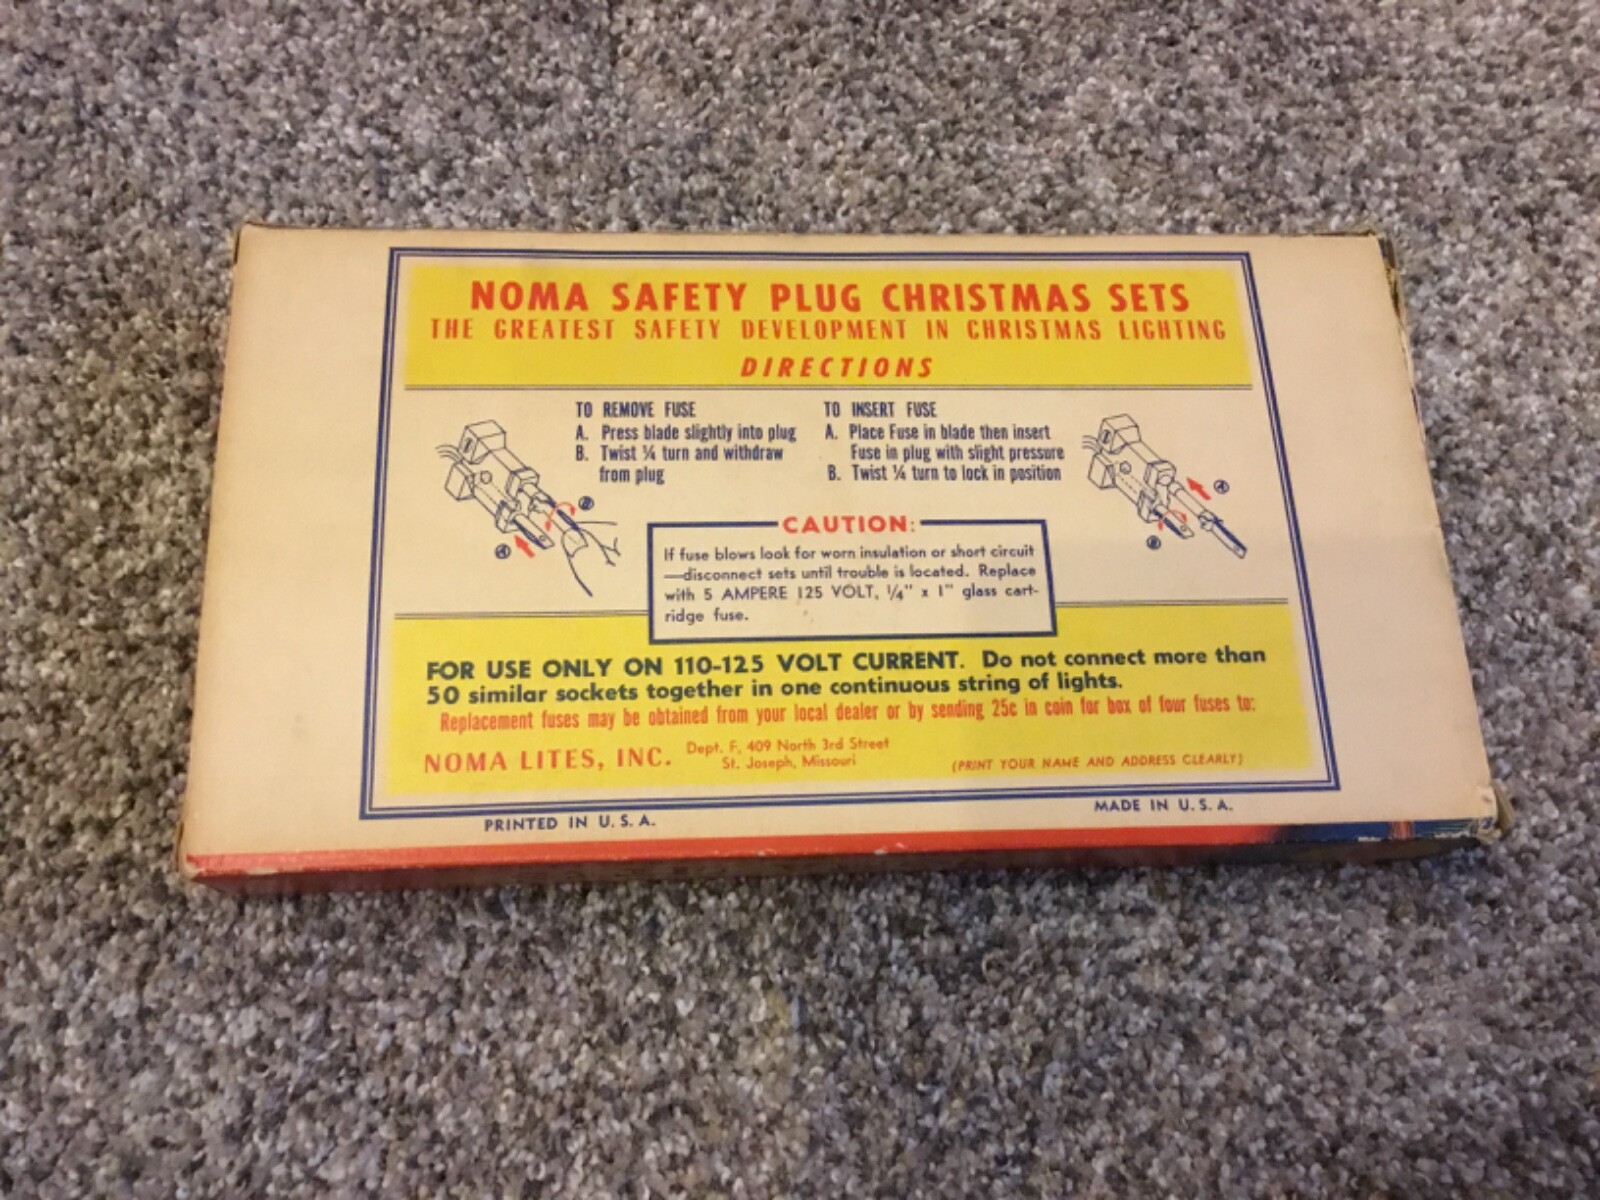 NOMA SAFETY PLUG CHRISTMAS SETS
THE GREATEST SAFETY DEVELOPMENT IN CHRISTMAS LIGHTING
DIRECTIONS
TO REMOVE FUSE
A. Press blade slightly into plug
B. Twist ¼ turn and withdraw
from plug
TO INSERT FUSE
A. Place Fuse in blade then insert
Fuse in plug with slight pressure
B. Twist ¼ turn to lock in position
B
A
A
B
CAUTION:
If fuse blows look for worn insulation or short circuit
—disconnect sets until trouble is located. Replace
with 5 AMPERE 125 VOLT, 1/4" x 1" glass cart-
ridge fuse.
FOR USE ONLY ON 110-125 VOLT CURRENT. Do not connect more than
50 similar sockets together in one continuous string of lights.
Replacement fuses may be obtained from your local dealer or by sending 25c in coin for box of four fuses to:
NOMA LITES, INC. Dept. F, 409 North 3rd Street
St. Joseph, Missouri
(PRINT YOUR NAME AND ADDRESS CLEARLY)
PRINTED IN U. S. A.
MADE IN U. S. A.